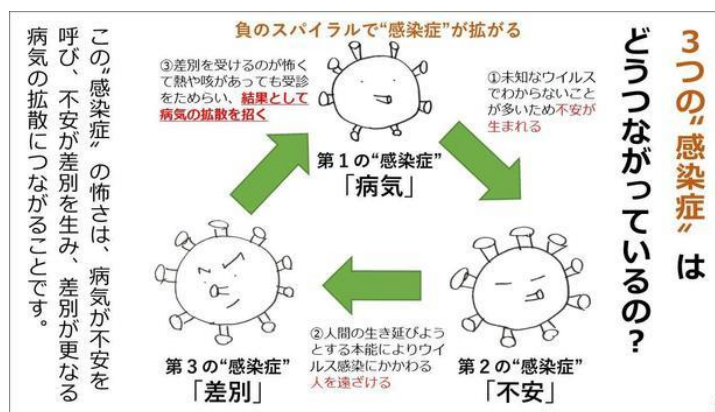 3つの“感染症”は
どうつながっているの？
負のスパイラルで“感染症”が拡がる
①未知なウイルス
でわからないこと
が多いため不安が
生まれる
第1の“感染症”
「病気」
②人間の生き延びよう
とする本能によりウイ
ルス感染にかかわる
人を遠ざける
第2の“感染症”
「不安」
③差別を受けるのが怖く
て熱や咳があっても受診
をためらい、結果として
病気の拡散を招く
第3の“感染症”
「差別」
この“感染症”の怖さは、病気が不安を
呼び、不安が差別を生み、差別が更なる
病気の拡散につながることです。